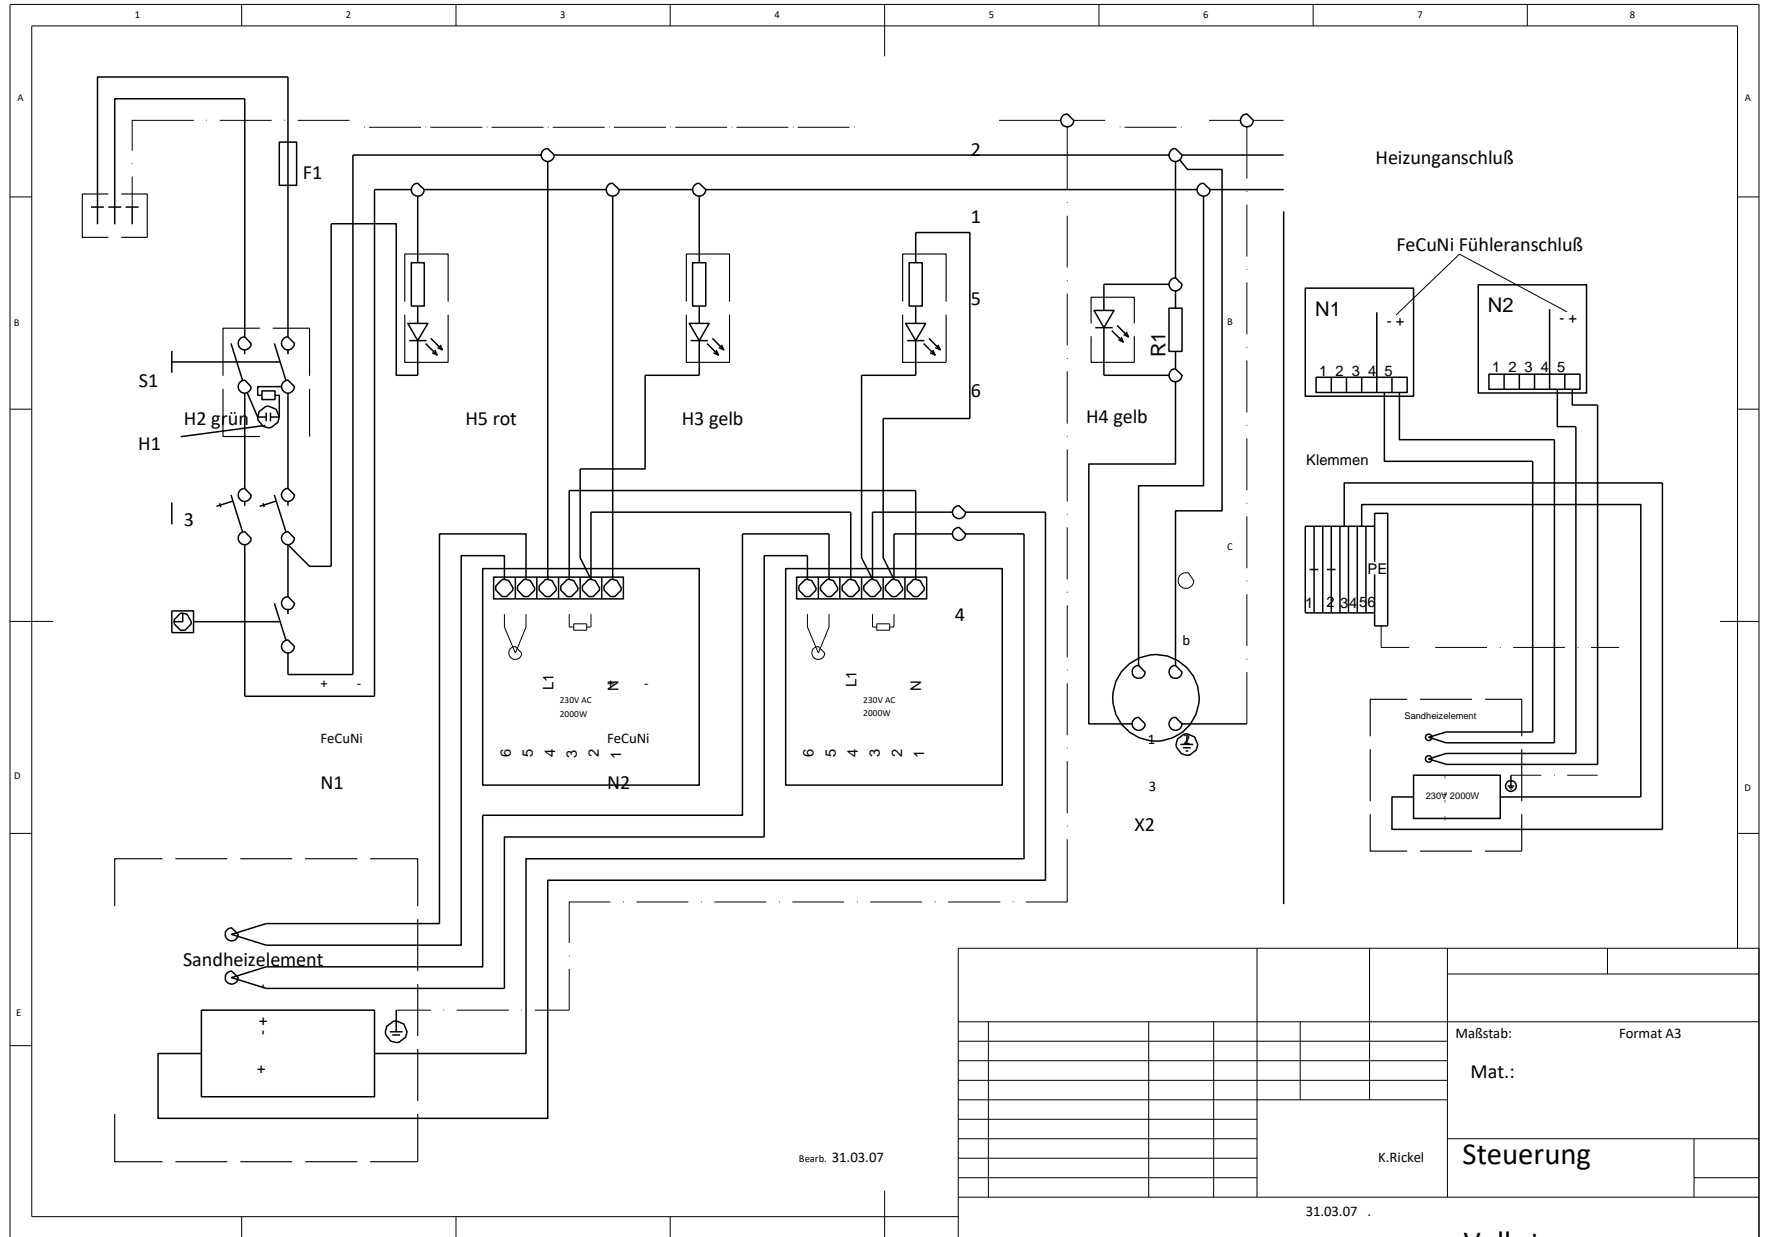 1 2 3 4 5 6 7 8
A A
F1
2
Heizunganschluß
1
FeCuNi Fühleranschluß
5
N1 N2
- + - +
B B
R1
1 2 3 4 5 1 2 3 4 5
S1
6
H2 grün H5 rot H3 gelb H4 gelb
H1
Klemmen
3
C
PE
1 2 3 4 5 6
4
b
+ -
L1 N + - L1 N
230V AC 230V AC
2000W 2000W
Sandheizelement
FeCuNi FeCuNi
6 5 4 3 2 1 6 5 4 3 2 1
1 2
D D
N1 N2
3
230V 2000W
X2
Sandheizelement
E
+
-
+
Maßstab: Format A3
Mat.:
Bearb. 31.03.07
K.Rickel
Steuerung
31.03.07 .